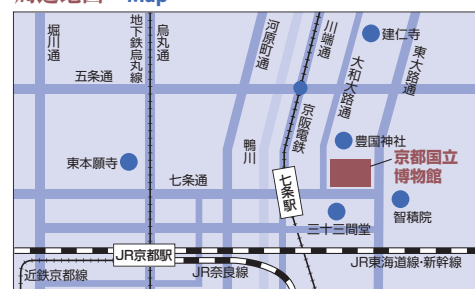 周辺地図 Map
堀川通
地下鉄烏丸線
烏丸通
河原町通
川端通
建仁寺
大和大路通
東大路通
五条通
京阪電鉄
鴨川
豊国神社
京都国立
博物館
東本願寺
七条通
七条駅
智積院
三十三間堂
JR京都駅
近鉄京都線
JR奈良線
JR東海道線・新幹線